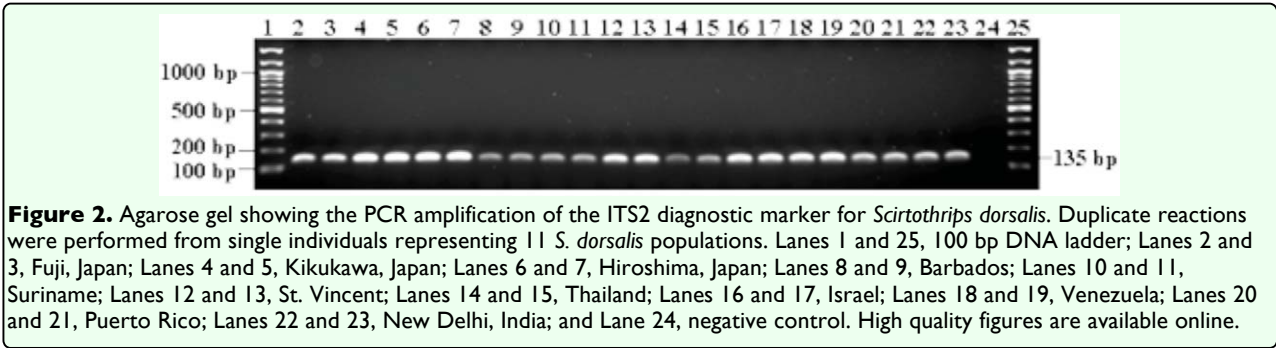 1 2 3 4 5 6 7 8 9 10 11 12 13 14 15 16 17 18 19 20 21 22 23 24 25
1000 bp
500 bp
200 bp
100 bp
135 bp
Figure 2. Agarose gel showing the PCR amplification of the ITS2 diagnostic marker for Scirtothrips dorsalis. Duplicate reactions
were performed from single individuals representing 11 S. dorsalis populations. Lanes 1 and 25, 100 bp DNA ladder; Lanes 2 and
3, Fuji, Japan; Lanes 4 and 5, Kikukawa, Japan; Lanes 6 and 7, Hiroshima, Japan; Lanes 8 and 9, Barbados; Lanes 10 and 11,
Suriname; Lanes 12 and 13, St. Vincent; Lanes 14 and 15, Thailand; Lanes 16 and 17, Israel; Lanes 18 and 19, Venezuela; Lanes 20
and 21, Puerto Rico; Lanes 22 and 23, New Delhi, India; and Lane 24, negative control. High quality figures are available online.